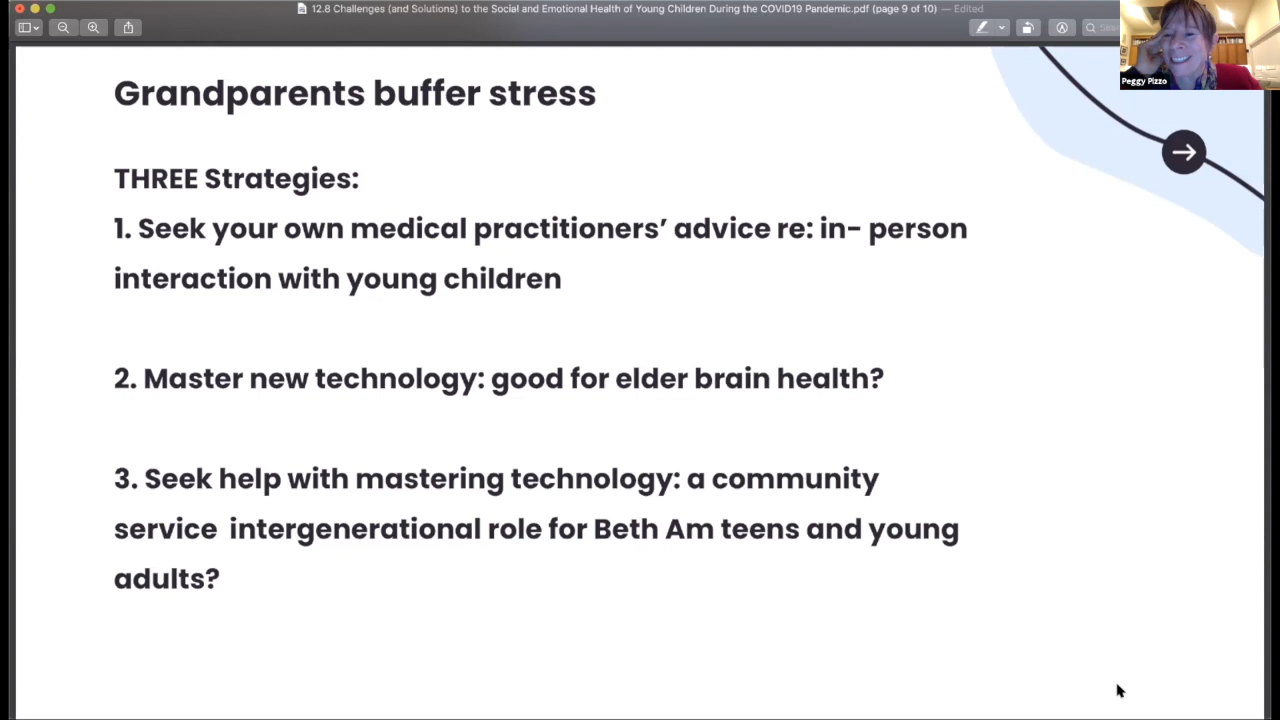 12.8 Challenges (and Solutions) to the Social and Emotional Health of Young Children During the COVID19 Pandemic.pdf (page 9 of 10) — Edited
Peggy Pizzo
Grandparents buffer stress
THREE Strategies:
1. Seek your own medical practitioners’ advice re: in- person
interaction with young children
2. Master new technology: good for elder brain health?
3. Seek help with mastering technology: a community
service intergenerational role for Beth Am teens and young
adults?